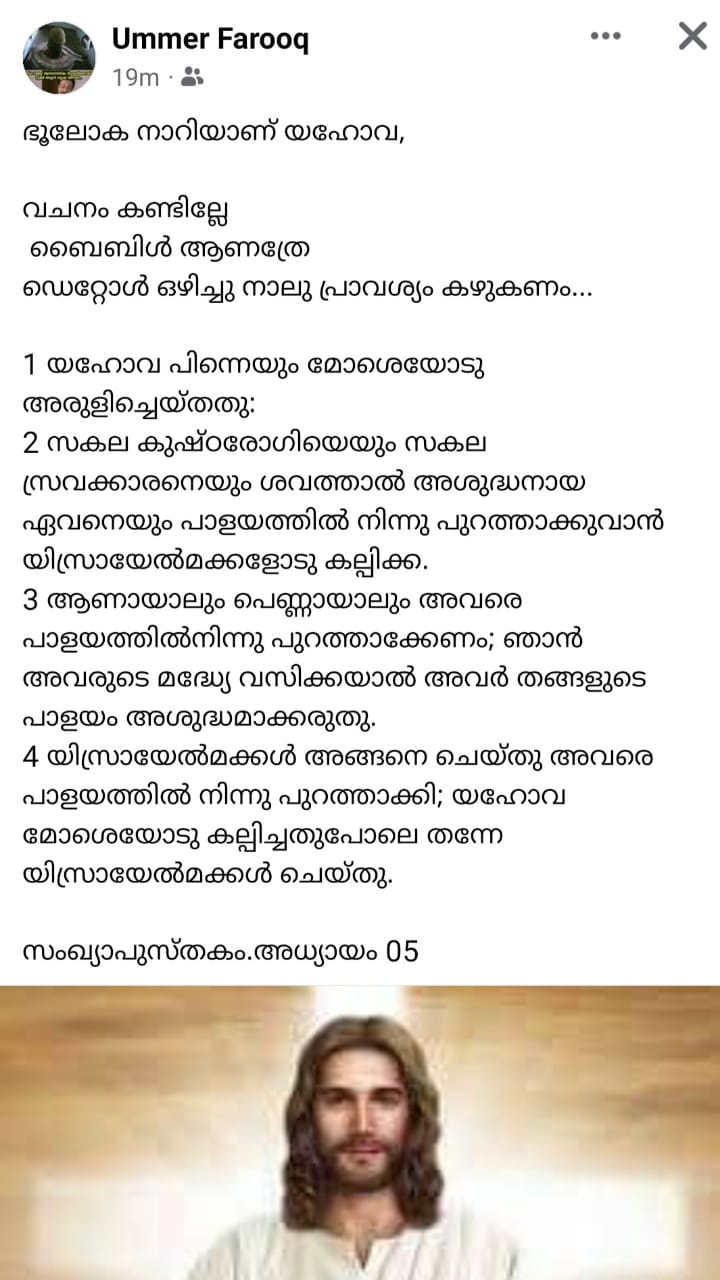 Ummer Farooq
19m
ഭൂലോക നാറിയാണ് യഹോവ,
വചനം കണ്ടില്ലേ
ബൈബിൾ ആണത്രേ
ഡെറ്റോൾ ഒഴിച്ചു നാലു പ്രാവശ്യം കഴുകണം...
1 യഹോവ പിന്നെയും മോശെയോടു
അരുളിച്ചെയ്തതു:
2 സകല കുഷ്ഠരോഗിയെയും സകല
സ്രവക്കാരനെയും ശവത്താൽ അശുദ്ധനായ
ഏവനെയും പാളയത്തിൽ നിന്നു പുറത്താക്കുവാൻ
യിസ്രായേൽമക്കളോടു കല്പിക്ക.
3 ആണായാലും പെണ്ണായാലും അവരെ
പാളയത്തിൽനിന്നു പുറത്താക്കേണം; ഞാൻ
അവരുടെ മദ്ധ്യേ വസിക്കയാൽ അവർ തങ്ങളുടെ
പാളയം അശുദ്ധമാക്കരുതു.
4 യിസ്രായേൽമക്കൾ അങ്ങനെ ചെയ്തു അവരെ
പാളയത്തിൽ നിന്നു പുറത്താക്കി; യഹോവ
മോശെയോടു കല്പിച്ചതുപോലെ തന്നേ
യിസ്രായേൽമക്കൾ ചെയ്തു.
സംഖ്യാപുസ്തകം.അധ്യായം 05